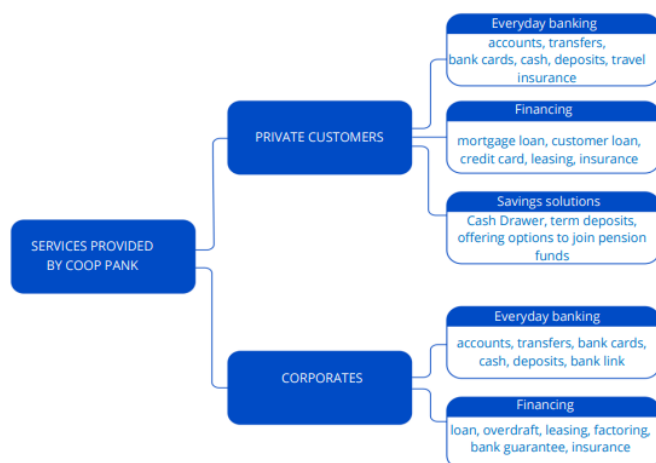 SERVICES PROVIDED
BY COOP PANK
PRIVATE CUSTOMERS
Everyday banking
accounts, transfers,
bank cards, cash, deposits, travel
insurance
Financing
mortgage loan, customer loan,
credit card, leasing, insurance
Savings solutions
Cash Drawer, term deposits,
offering options to join pension
funds
CORPORATES
Everyday banking
accounts, transfers, bank cards,
cash, deposits, bank link
Financing
loan, overdraft, leasing, factoring,
bank guarantee, insurance